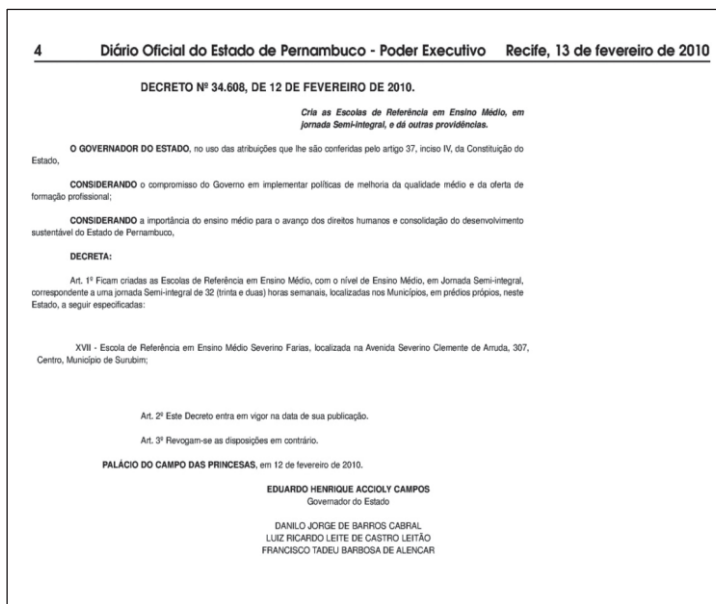 4 Diário Oficial do Estado de Pernambuco - Poder Executivo Recife, 13 de fevereiro de 2010
DECRETO Nº 34.608, DE 12 DE FEVEREIRO DE 2010.
Cria as Escolas de Referência em Ensino Médio, em
jornada Semi-integral, e dá outras providências.
O GOVERNADOR DO ESTADO, no uso das atribuições que lhe são conferidas pelo artigo 37, inciso IV, da Constituição do
Estado,
CONSIDERANDO o compromisso do Governo em implementar políticas de melhoria da qualidade médio e da oferta de
formação profissional;
CONSIDERANDO a importância do ensino médio para o avanço dos direitos humanos e consolidação do desenvolvimento
sustentável do Estado de Pernambuco,
DECRETA:
Art. 1º Ficam criadas as Escolas de Referência em Ensino Médio, com o nível de Ensino Médio, em Jornada Semi-integral,
correspondente a uma jornada Semi-integral de 32 (trinta e duas) horas semanais, localizadas nos Municípios, em prédios própios, neste
Estado, a seguir especificadas:
XVII - Escola de Referência em Ensino Médio Severino Farias, localizada na Avenida Severino Clemente de Arruda, 307,
Centro, Município de Surubim;
Art. 2º Este Decreto entra em vigor na data de sua publicação.
Art. 3º Revogam-se as disposições em contrário.
PALÁCIO DO CAMPO DAS PRINCESAS, em 12 de fevereiro de 2010.
EDUARDO HENRIQUE ACCIOLY CAMPOS
Governador do Estado
DANILO JORGE DE BARROS CABRAL
LUIZ RICARDO LEITE DE CASTRO LEITÃO
FRANCISCO TADEU BARBOSA DE ALENCAR